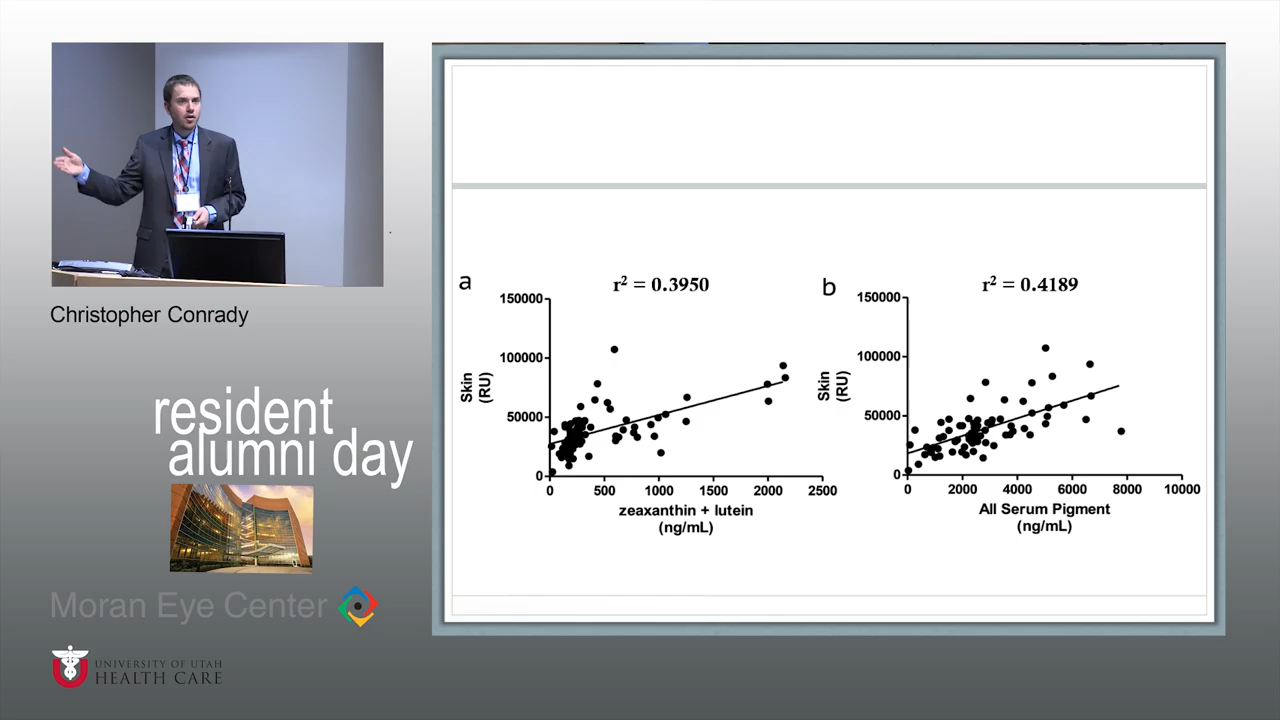 Christopher Conrady
resident
alumni day
Moran Eye Center
UNIVERSITY OF UTAH
HEALTH CARE
a
r² = 0.3950
150000
100000
50000
0
Skin
(RU)
0 500 1000 1500 2000 2500
zeaxanthin + lutein
(ng/mL)
b
r² = 0.4189
150000
100000
50000
0
Skin
(RU)
0 2000 4000 6000 8000 10000
All Serum Pigment
(ng/mL)